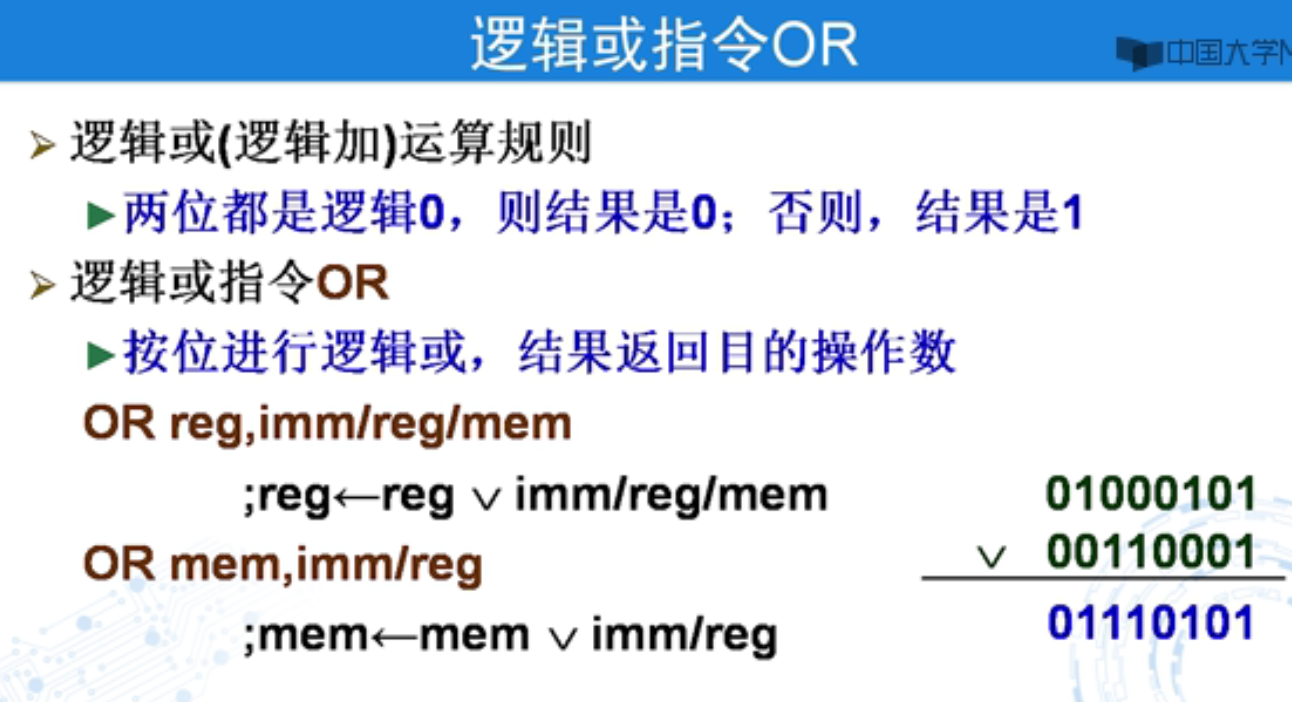 逻辑或指令OR
中国大学M
逻辑或(逻辑加)运算规则
两位都是逻辑0，则结果是0；否则，结果是1
逻辑或指令OR
按位进行逻辑或，结果返回目的操作数
OR reg,imm/reg/mem
;reg←reg ∨ imm/reg/mem
OR mem,imm/reg
;mem←mem ∨ imm/reg
01000101
∨ 00110001
01110101